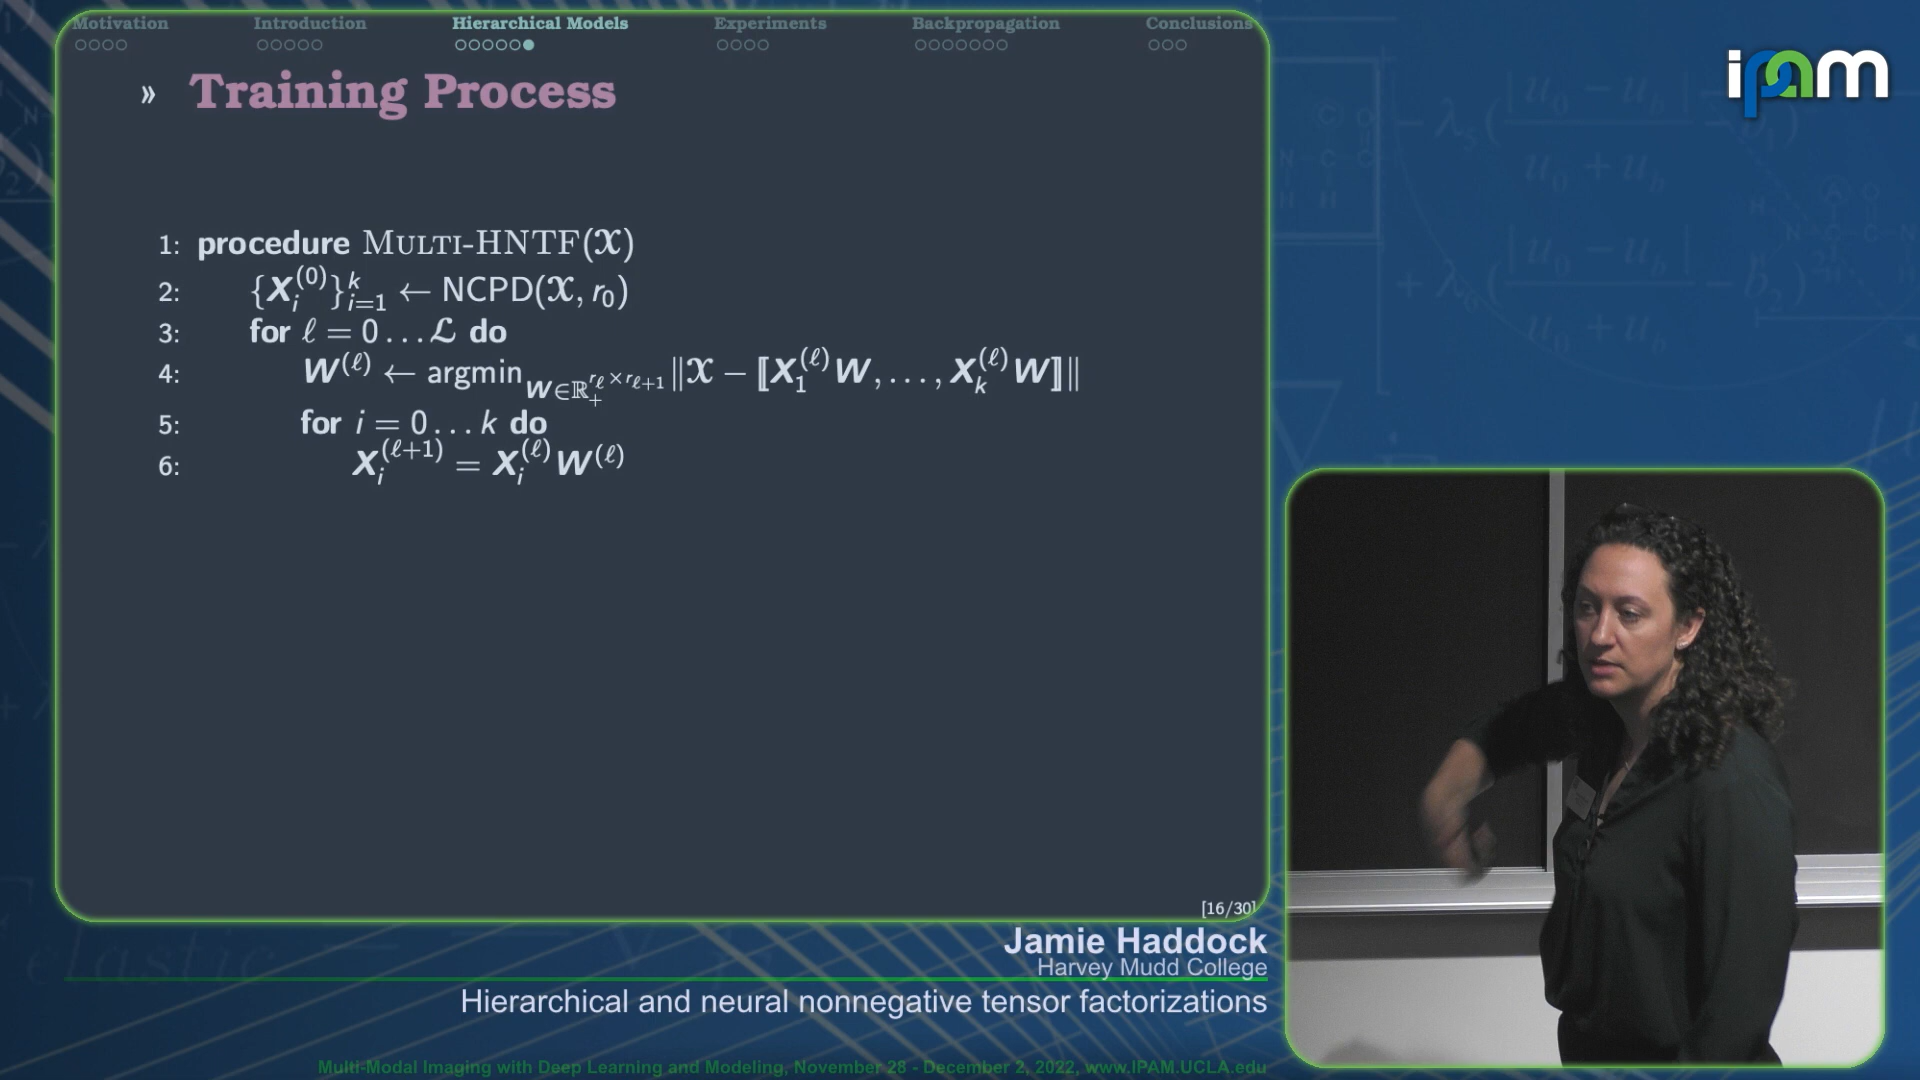 Motivation Introduction Hierarchical Models Experiments Backpropagation Conclusions
» Training Process
1: procedure MULTI-HNTF(𝒳)
2: {X_i^{(0)}}_{i=1}^k ← NCPD(𝒳, r_0)
3: for ℓ = 0 … ℒ do
4: W^{(ℓ)} ← argmin_{W∈ℝ_+^{r_ℓ×r_{ℓ+1}}} ‖𝒳 − ⟦X_1^{(ℓ)}W, …, X_k^{(ℓ)}W⟧‖
5: for i = 0 … k do
6: X_i^{(ℓ+1)} = X_i^{(ℓ)}W^{(ℓ)}
[16/30]
ipam
Jamie Haddock
Harvey Mudd College
Hierarchical and neural nonnegative tensor factorizations
Multi-Modal Imaging with Deep Learning and Modeling, November 28 - December 2, 2022, www.IPAM.UCLA.edu